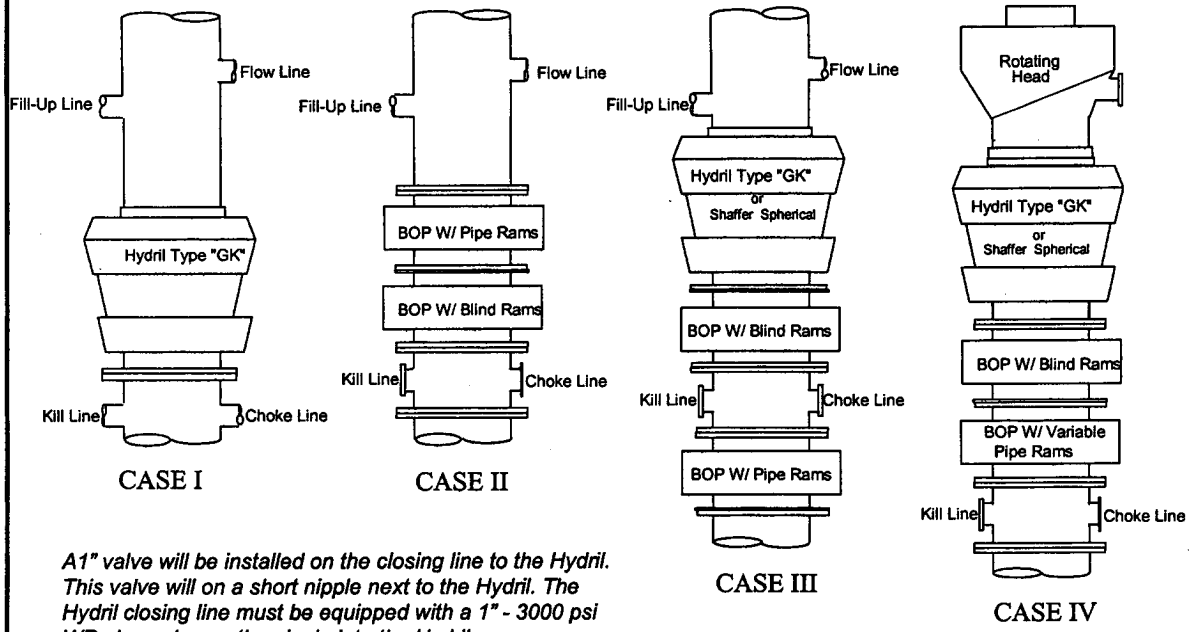 Flow Line
Fill-Up Line
Hydril Type "GK"
Kill Line
Choke Line
CASE I
Flow Line
Fill-Up Line
BOP W/ Pipe Rams
BOP W/ Blind Rams
Kill Line
Choke Line
CASE II
Flow Line
Fill-Up Line
Hydril Type "GK"
or
Shaffer Spherical
BOP W/ Blind Rams
Kill Line
Choke Line
BOP W/ Pipe Rams
CASE III
Rotating
Head
Hydril Type "GK"
or
Shaffer Spherical
BOP W/ Blind Rams
BOP W/ Variable
Pipe Rams
Kill Line
Choke Line
CASE IV
A1" valve will be installed on the closing line to the Hydril.
This valve will on a short nipple next to the Hydril. The
Hydril closing line must be equipped with a 1" - 3000 psi